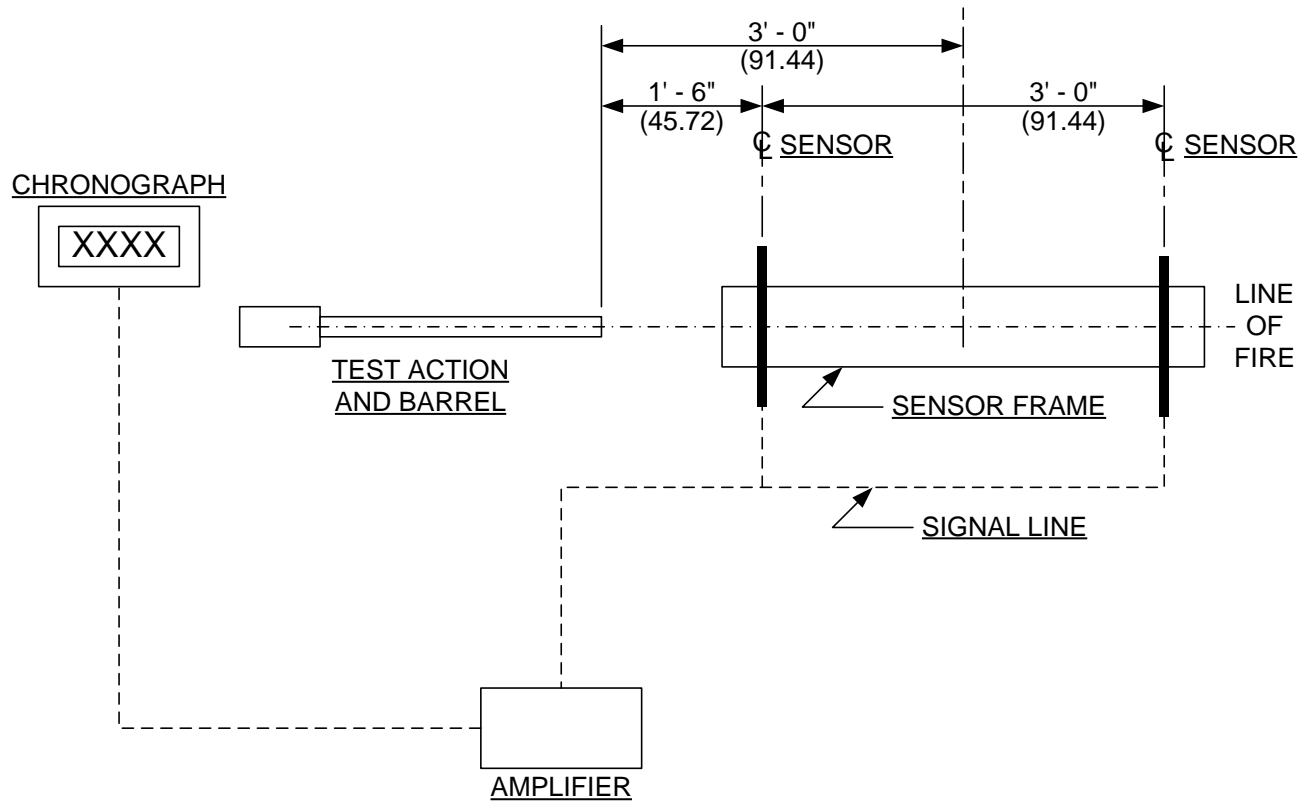 3' - 0"
(91.44)
1' - 6"
(45.72)
3' - 0"
(91.44)
℄ SENSOR
℄ SENSOR
CHRONOGRAPH
XXXX
LINE
OF
FIRE
TEST ACTION
AND BARREL
SENSOR FRAME
SIGNAL LINE
AMPLIFIER